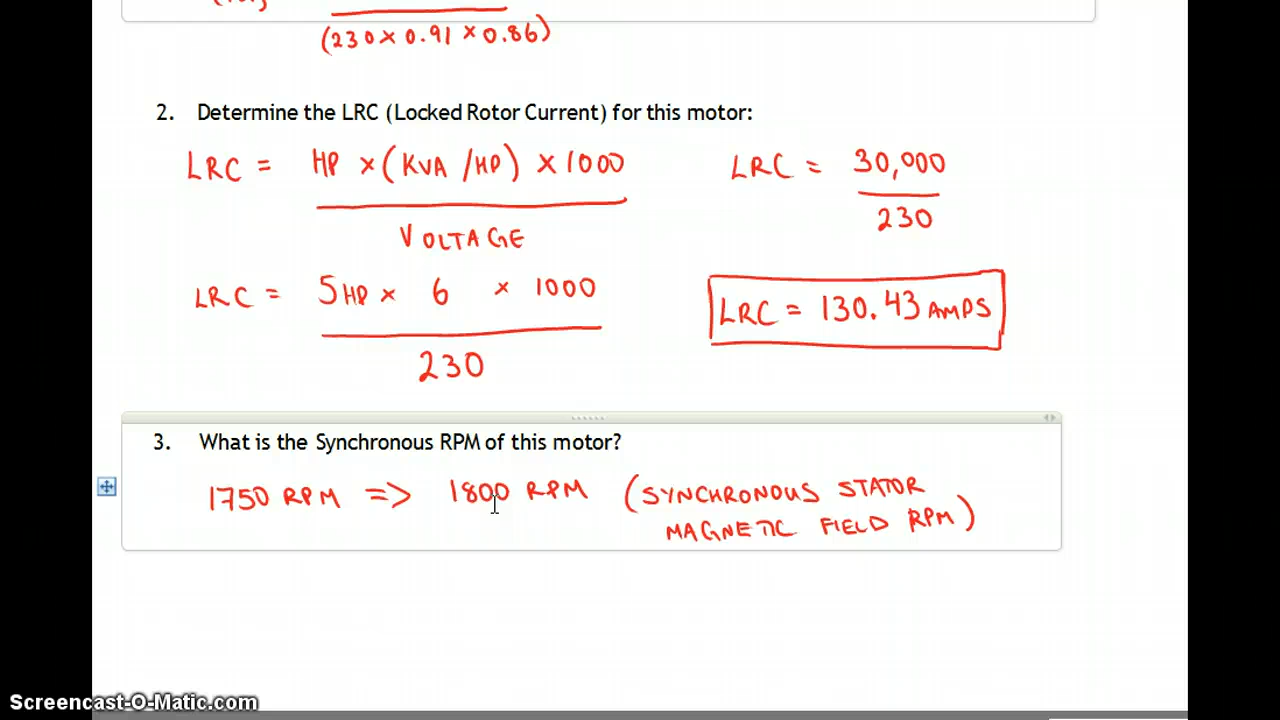 (230 x 0.91 x 0.86)
2. Determine the LRC (Locked Rotor Current) for this motor:
LRC = HP x (KVA/HP) x 1000
VOLTAGE
LRC = 30,000
230
LRC = 5HP x 6 x 1000
230
LRC = 130.43 AMPS
3. What is the Synchronous RPM of this motor?
1750 RPM => 1800 RPM (SYNCHRONOUS STATOR
MAGNETIC FIELD RPM)
Screencast-O-Matic.com